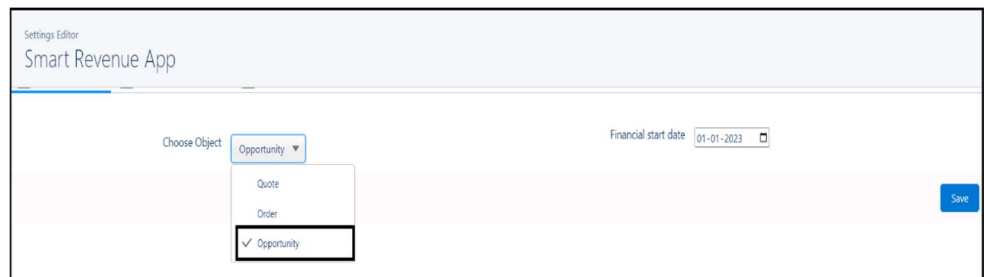 Settings Editor
Smart Revenue App
Choose Object
Opportunity
Financial start date
01-01-2023
Quote
Order
Opportunity
Save